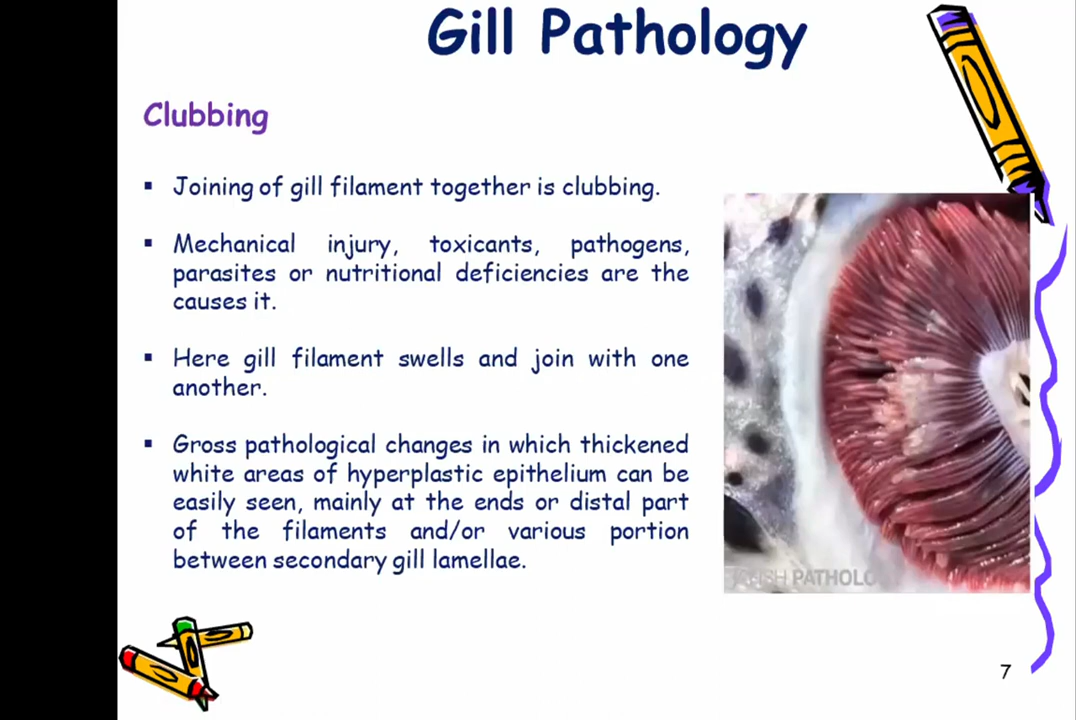 Gill Pathology
Clubbing
▪ Joining of gill filament together is clubbing.
▪ Mechanical injury, toxicants, pathogens,
parasites or nutritional deficiencies are the
causes it.
▪ Here gill filament swells and join with one
another.
▪ Gross pathological changes in which thickened
white areas of hyperplastic epithelium can be
easily seen, mainly at the ends or distal part
of the filaments and/or various portion
between secondary gill lamellae.
PATHOLO
7